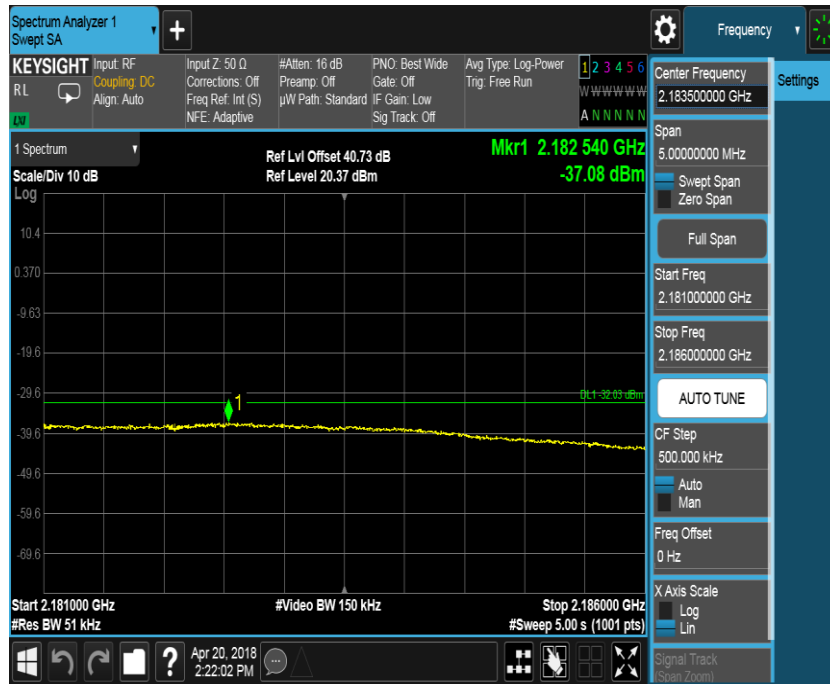 Spectrum Analyzer 1
Swept SA
+
Frequency
KEYSIGHT
RL
LXI
Input: RF
Coupling: DC
Align: Auto
Input Z: 50 Ω
Corrections: Off
Freq Ref: Int (S)
NFE: Adaptive
#Atten: 16 dB
Preamp: Off
µW Path: Standard
PNO: Best Wide
Gate: Off
IF Gain: Low
Sig Track: Off
Avg Type: Log-Power
Trig: Free Run
1 2 3 4 5 6
W W W W W W
A N N N N N
1 Spectrum
Scale/Div 10 dB
Log
Ref Lvl Offset 40.73 dB
Ref Level 20.37 dBm
Mkr1 2.182 540 GHz
-37.08 dBm
10.4
0.370
-9.63
-19.6
-29.6
-39.6
-49.6
-59.6
-69.6
1
DL1 -32.03 dBm
Start 2.181000 GHz
#Res BW 51 kHz
#Video BW 150 kHz
Stop 2.186000 GHz
#Sweep 5.00 s (1001 pts)
?
Apr 20, 2018
2:22:02 PM
Center Frequency
2.183500000 GHz
Span
5.00000000 MHz
Swept Span
Zero Span
Full Span
Start Freq
2.181000000 GHz
Stop Freq
2.186000000 GHz
AUTO TUNE
CF Step
500.000 kHz
Auto
Man
Freq Offset
0 Hz
X Axis Scale
Log
Lin
Signal Track
(Span Zoom)
Settings